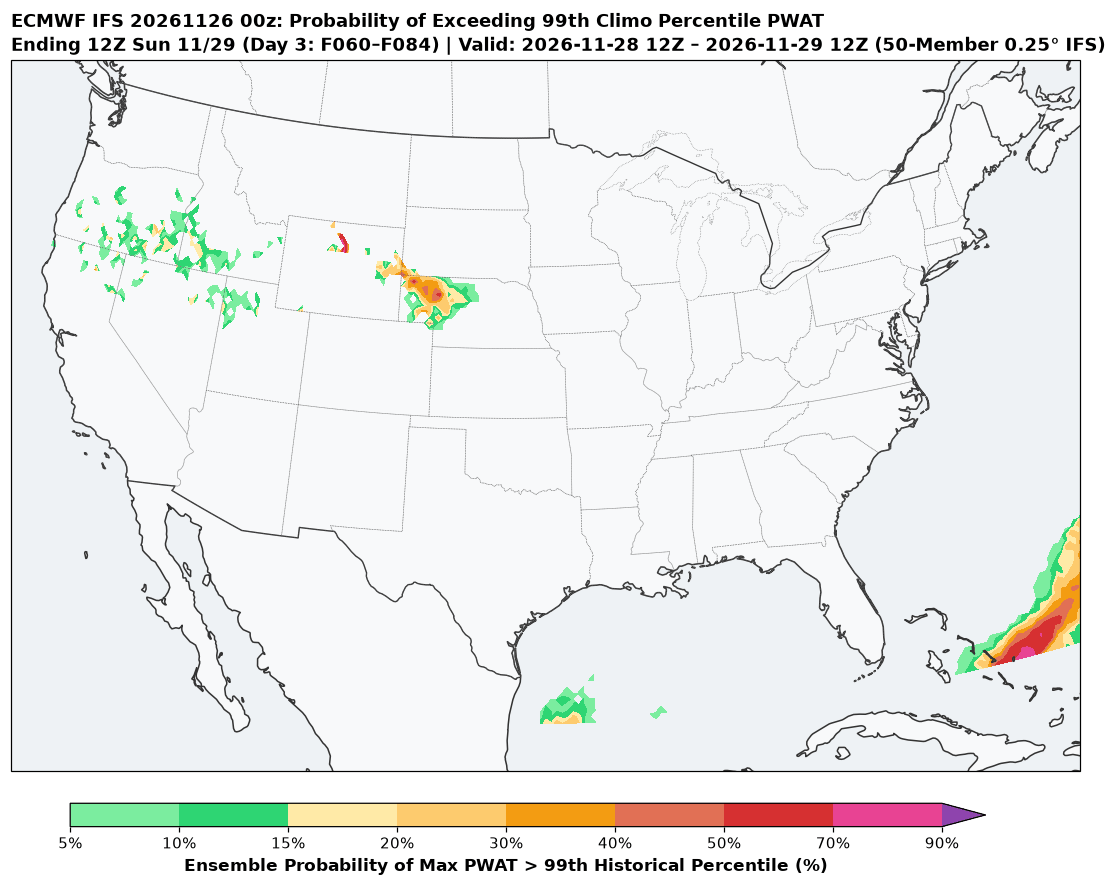 ECMWF IFS 20261126 00z: Probability of Exceeding 99th Climo Percentile PWAT
Ending 12Z Sun 11/29 (Day 3: F060–F084) | Valid: 2026-11-28 12Z – 2026-11-29 12Z (50-Member 0.25° IFS)
5% 10% 15% 20% 30% 40% 50% 70% 90%
Ensemble Probability of Max PWAT > 99th Historical Percentile (%)